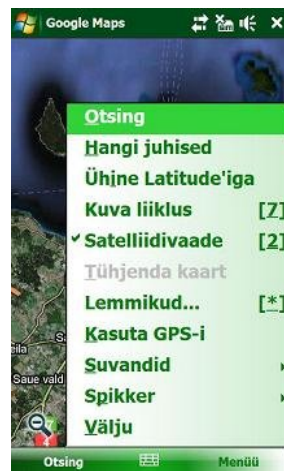 Google Maps
Otsing
Hangi juhised
Ühine Latitude'iga
Kuva liiklus [7]
Satelliidivaade [2]
Tühjenda kaart
Lemmikud... [*]
Kasuta GPS-i
Suvandid
Spikker
Välju
Saue vald
Otsing Menüü